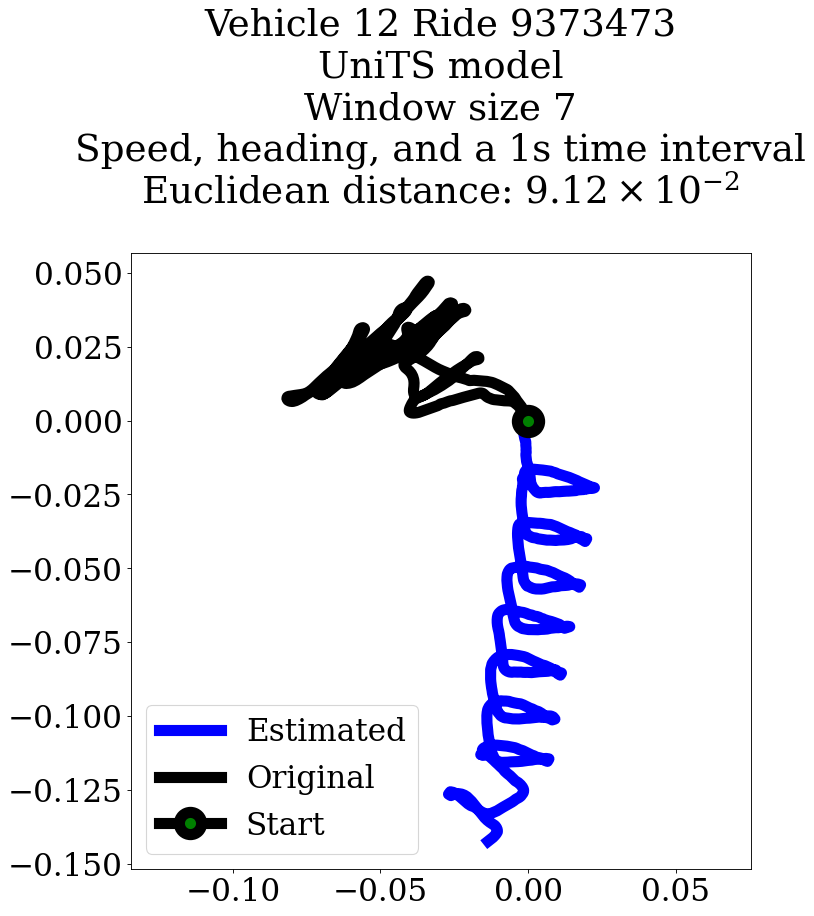 Vehicle 12 Ride 9373473
UniTS model
Window size 7
Speed, heading, and a 1s time interval
Euclidean distance: 9.12 × 10⁻²
0.050
0.025
0.000
−0.025
−0.050
−0.075
−0.100
−0.125
−0.150
Estimated
Original
Start
−0.10 −0.05 0.00 0.05